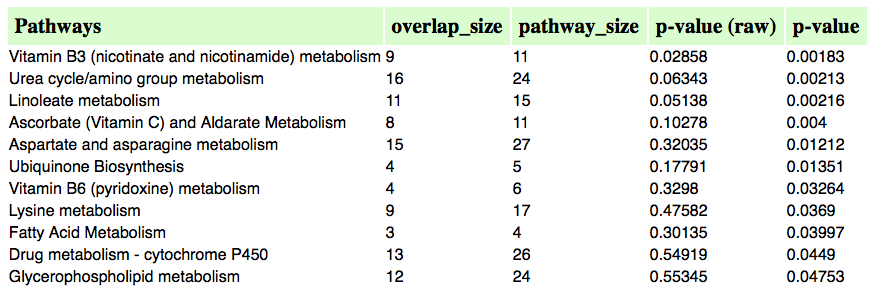 Pathways overlap_size pathway_size p-value (raw) p-value
Vitamin B3 (nicotinate and nicotinamide) metabolism 9 11 0.02858 0.00183
Urea cycle/amino group metabolism 16 24 0.06343 0.00213
Linoleate metabolism 11 15 0.05138 0.00216
Ascorbate (Vitamin C) and Aldarate Metabolism 8 11 0.10278 0.004
Aspartate and asparagine metabolism 15 27 0.32035 0.01212
Ubiquinone Biosynthesis 4 5 0.17791 0.01351
Vitamin B6 (pyridoxine) metabolism 4 6 0.3298 0.03264
Lysine metabolism 9 17 0.47582 0.0369
Fatty Acid Metabolism 3 4 0.30135 0.03997
Drug metabolism - cytochrome P450 13 26 0.54919 0.0449
Glycerophospholipid metabolism 12 24 0.55345 0.04753